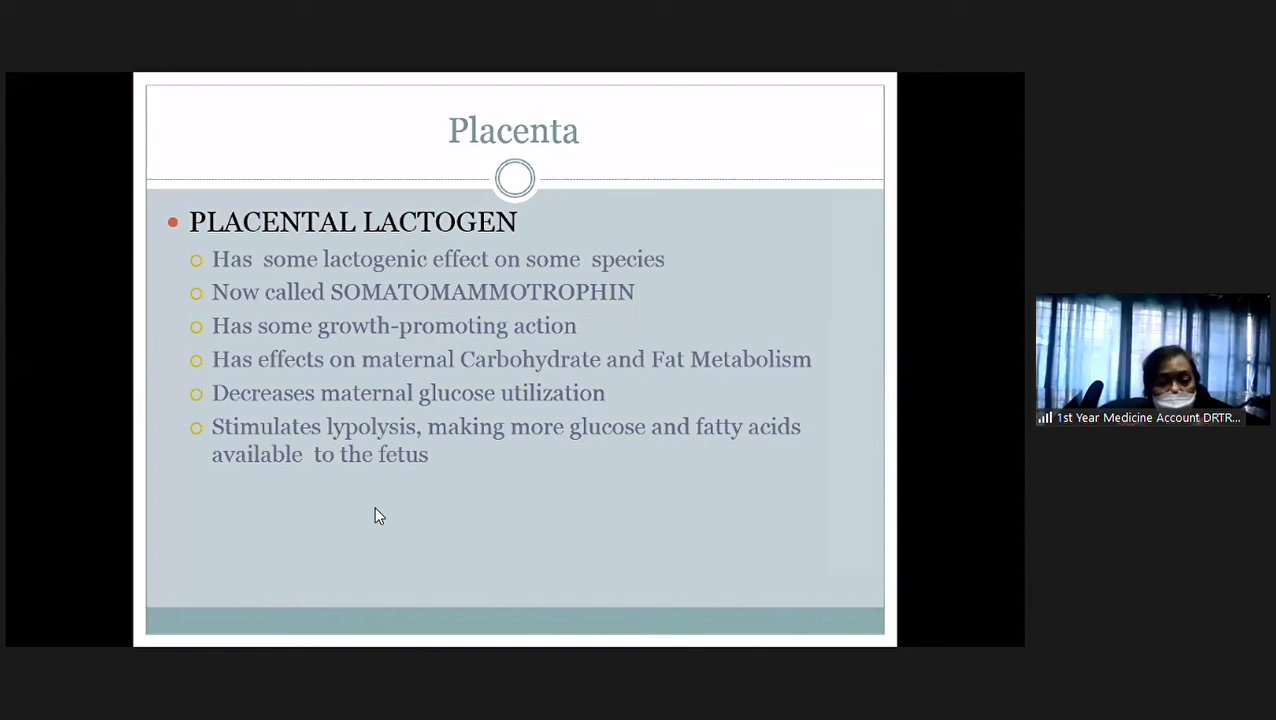 Placenta
PLACENTAL LACTOGEN
Has some lactogenic effect on some species
Now called SOMATOMAMMOTROPHIN
Has some growth-promoting action
Has effects on maternal Carbohydrate and Fat Metabolism
Decreases maternal glucose utilization
Stimulates lypolysis, making more glucose and fatty acids
available to the fetus
1st Year Medicine Account DRTR...